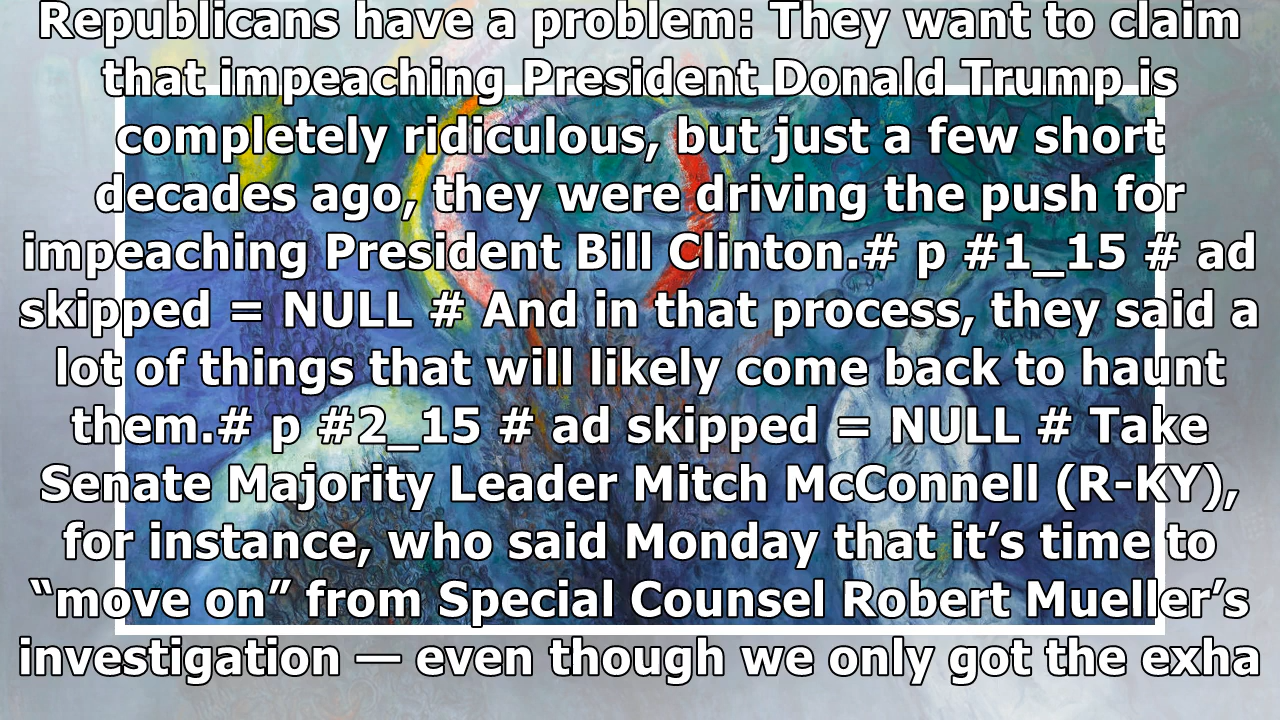 Republicans have a problem: They want to claim
that impeaching President Donald Trump is
completely ridiculous, but just a few short
decades ago, they were driving the push for
impeaching President Bill Clinton.# p #1_15 # ad
skipped = NULL # And in that process, they said a
lot of things that will likely come back to haunt
them.# p #2_15 # ad skipped = NULL # Take
Senate Majority Leader Mitch McConnell (R-KY),
for instance, who said Monday that it’s time to
“move on” from Special Counsel Robert Mueller’s
investigation — even though we only got the exha